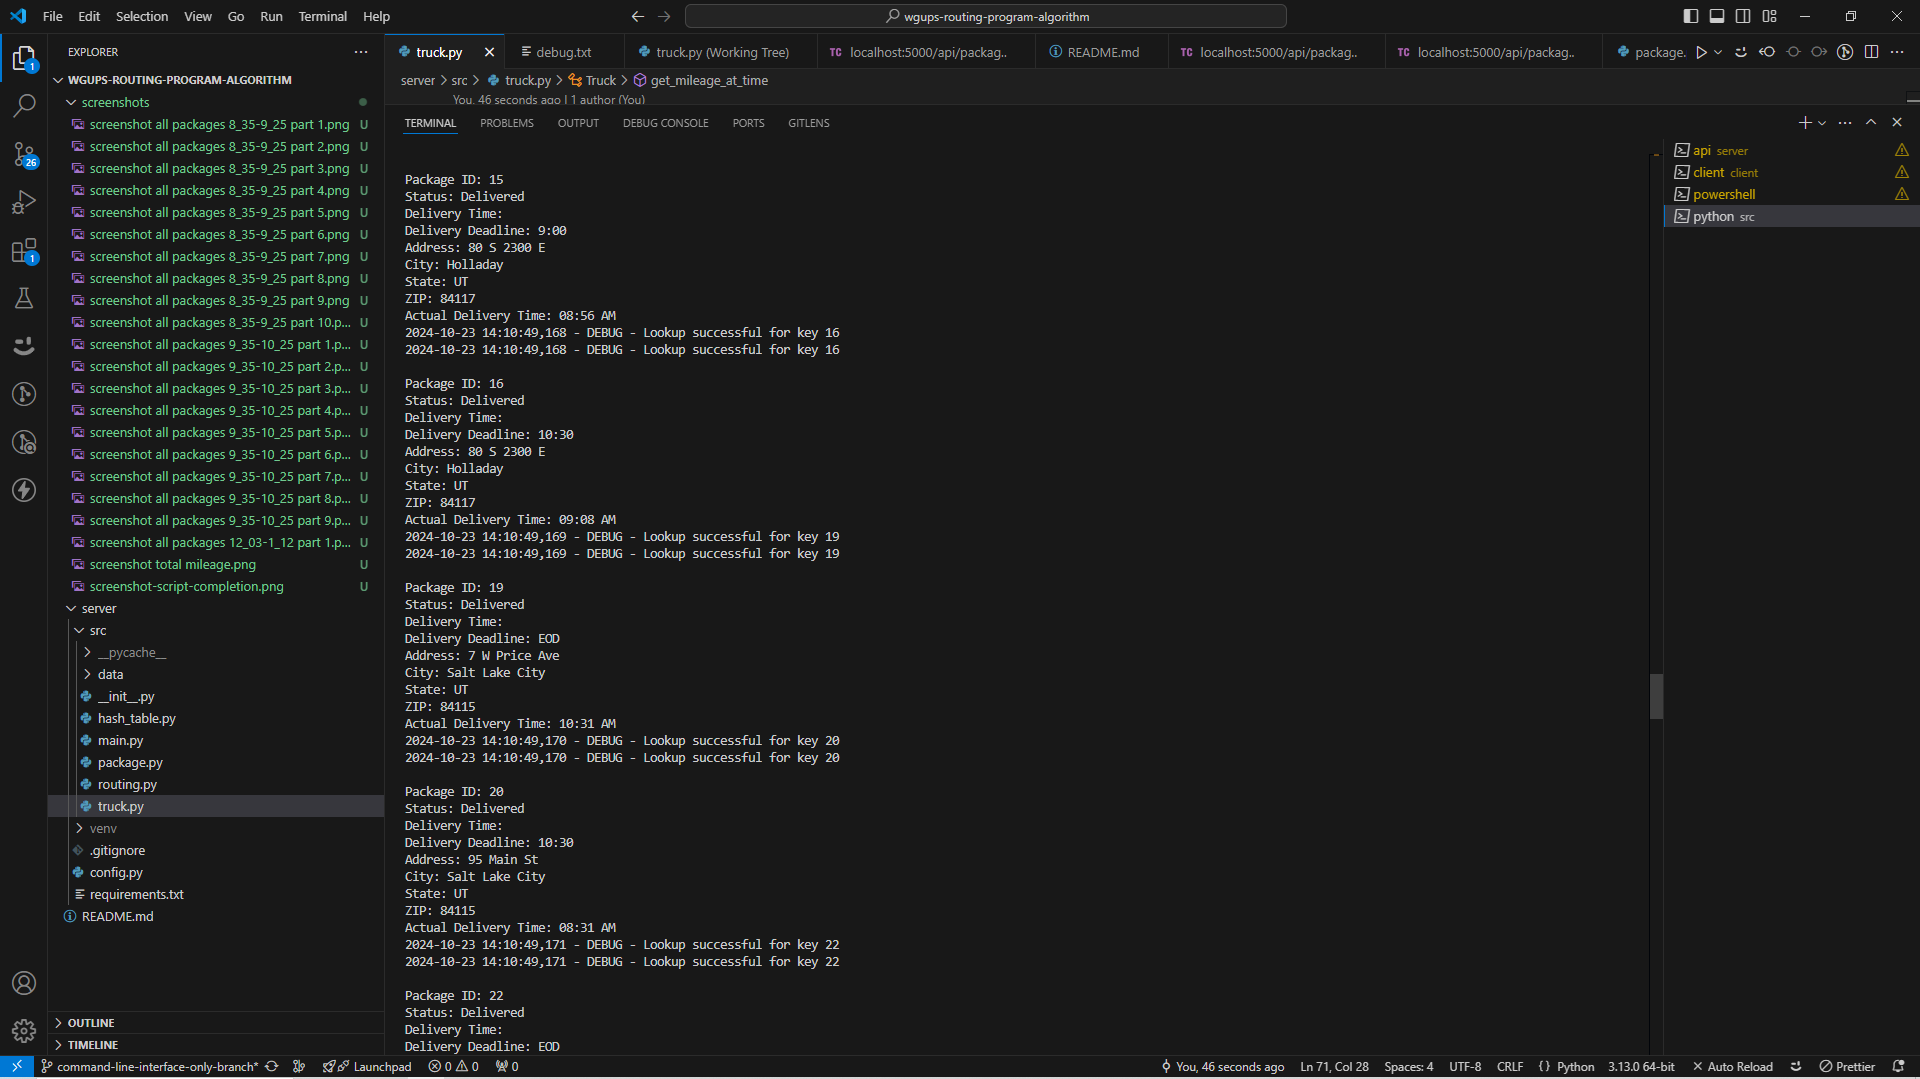 File Edit Selection View Go Run Terminal Help
wgups-routing-program-algorithm
EXPLORER
WGUPS-ROUTING-PROGRAM-ALGORITHM
screenshots
screenshot all packages 8_35-9_25 part 1.png U
screenshot all packages 8_35-9_25 part 2.png U
screenshot all packages 8_35-9_25 part 3.png U
screenshot all packages 8_35-9_25 part 4.png U
screenshot all packages 8_35-9_25 part 5.png U
screenshot all packages 8_35-9_25 part 6.png U
screenshot all packages 8_35-9_25 part 7.png U
screenshot all packages 8_35-9_25 part 8.png U
screenshot all packages 8_35-9_25 part 9.png U
screenshot all packages 8_35-9_25 part 10.p... U
screenshot all packages 9_35-10_25 part 1.p... U
screenshot all packages 9_35-10_25 part 2.p... U
screenshot all packages 9_35-10_25 part 3.p... U
screenshot all packages 9_35-10_25 part 4.p... U
screenshot all packages 9_35-10_25 part 5.p... U
screenshot all packages 9_35-10_25 part 6.p... U
screenshot all packages 9_35-10_25 part 7.p... U
screenshot all packages 9_35-10_25 part 8.p... U
screenshot all packages 9_35-10_25 part 9.p... U
screenshot all packages 12_03-1_12 part 1.p... U
screenshot total mileage.png U
screenshot-script-completion.png U
server
src
__pycache__
data
__init__.py
hash_table.py
main.py
package.py
routing.py
truck.py
venv
.gitignore
config.py
requirements.txt
README.md
OUTLINE
TIMELINE
1
26
1
truck.py debug.txt truck.py (Working Tree) TC localhost:5000/api/packag.. README.md TC localhost:5000/api/packag.. TC localhost:5000/api/packag.. package.
server > src > truck.py > Truck > get_mileage_at_time
You, 46 seconds ago | 1 author (You)
TERMINAL PROBLEMS OUTPUT DEBUG CONSOLE PORTS GITLENS
Package ID: 15
Status: Delivered
Delivery Time:
Delivery Deadline: 9:00
Address: 80 S 2300 E
City: Holladay
State: UT
ZIP: 84117
Actual Delivery Time: 08:56 AM
2024-10-23 14:10:49,168 - DEBUG - Lookup successful for key 16
2024-10-23 14:10:49,168 - DEBUG - Lookup successful for key 16
Package ID: 16
Status: Delivered
Delivery Time:
Delivery Deadline: 10:30
Address: 80 S 2300 E
City: Holladay
State: UT
ZIP: 84117
Actual Delivery Time: 09:08 AM
2024-10-23 14:10:49,169 - DEBUG - Lookup successful for key 19
2024-10-23 14:10:49,169 - DEBUG - Lookup successful for key 19
Package ID: 19
Status: Delivered
Delivery Time:
Delivery Deadline: EOD
Address: 7 W Price Ave
City: Salt Lake City
State: UT
ZIP: 84115
Actual Delivery Time: 10:31 AM
2024-10-23 14:10:49,170 - DEBUG - Lookup successful for key 20
2024-10-23 14:10:49,170 - DEBUG - Lookup successful for key 20
Package ID: 20
Status: Delivered
Delivery Time:
Delivery Deadline: 10:30
Address: 95 Main St
City: Salt Lake City
State: UT
ZIP: 84115
Actual Delivery Time: 08:31 AM
2024-10-23 14:10:49,171 - DEBUG - Lookup successful for key 22
2024-10-23 14:10:49,171 - DEBUG - Lookup successful for key 22
Package ID: 22
Status: Delivered
Delivery Time:
Delivery Deadline: EOD
api server
client client
powershell
python src
command-line-interface-only-branch* Launchpad 0 0 0 You, 46 seconds ago Ln 71, Col 28 Spaces: 4 UTF-8 CRLF { } Python 3.13.0 64-bit Auto Reload Prettier